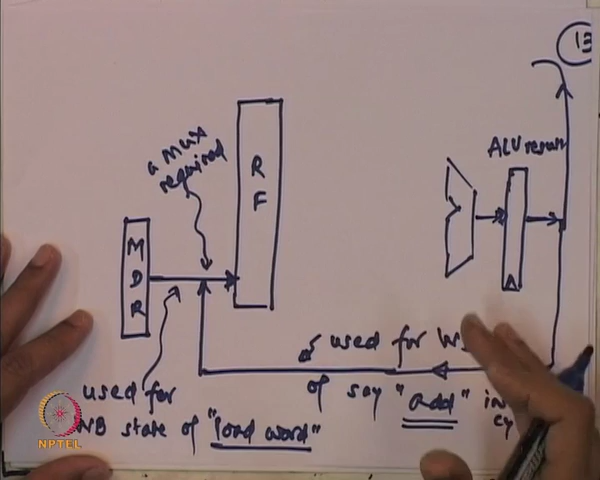 13
ALU result
a mux
required
R
F
M
D
R
used for
of say "add" in
cy
used for
WB state of "load word"
NPTEL